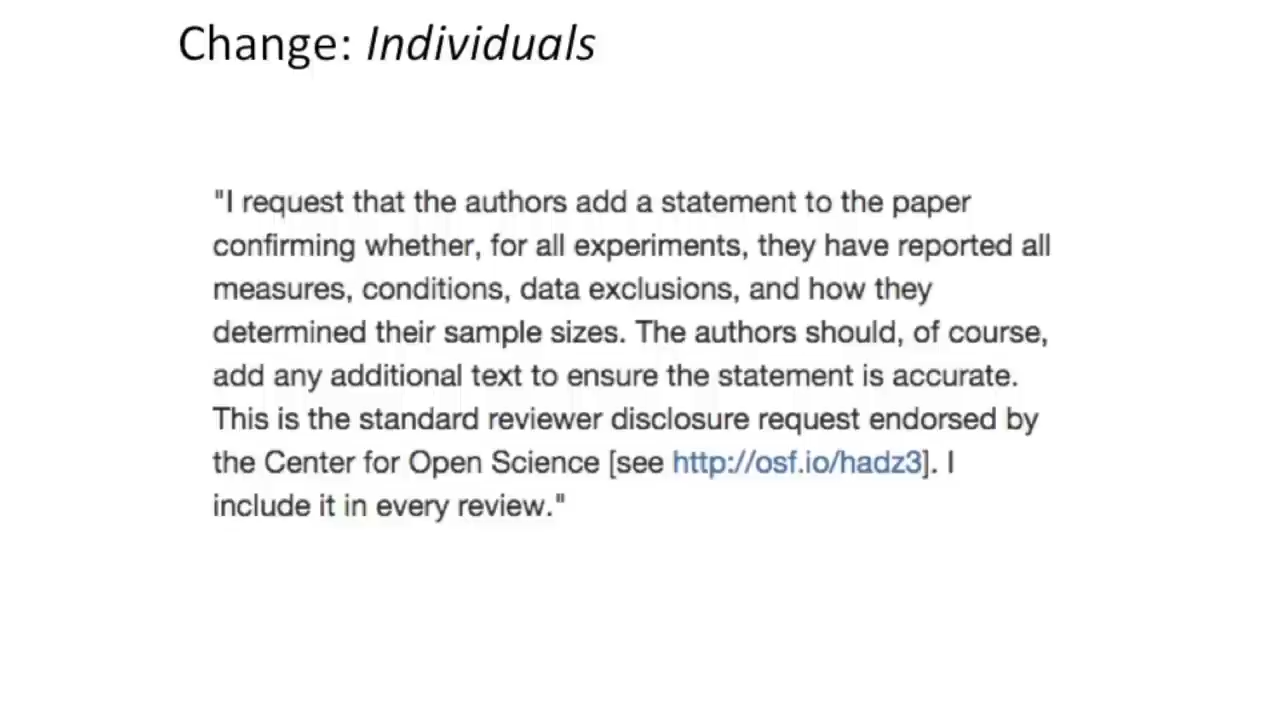 Change: Individuals
"I request that the authors add a statement to the paper
confirming whether, for all experiments, they have reported all
measures, conditions, data exclusions, and how they
determined their sample sizes. The authors should, of course,
add any additional text to ensure the statement is accurate.
This is the standard reviewer disclosure request endorsed by
the Center for Open Science [see http://osf.io/hadz3]. I
include it in every review."